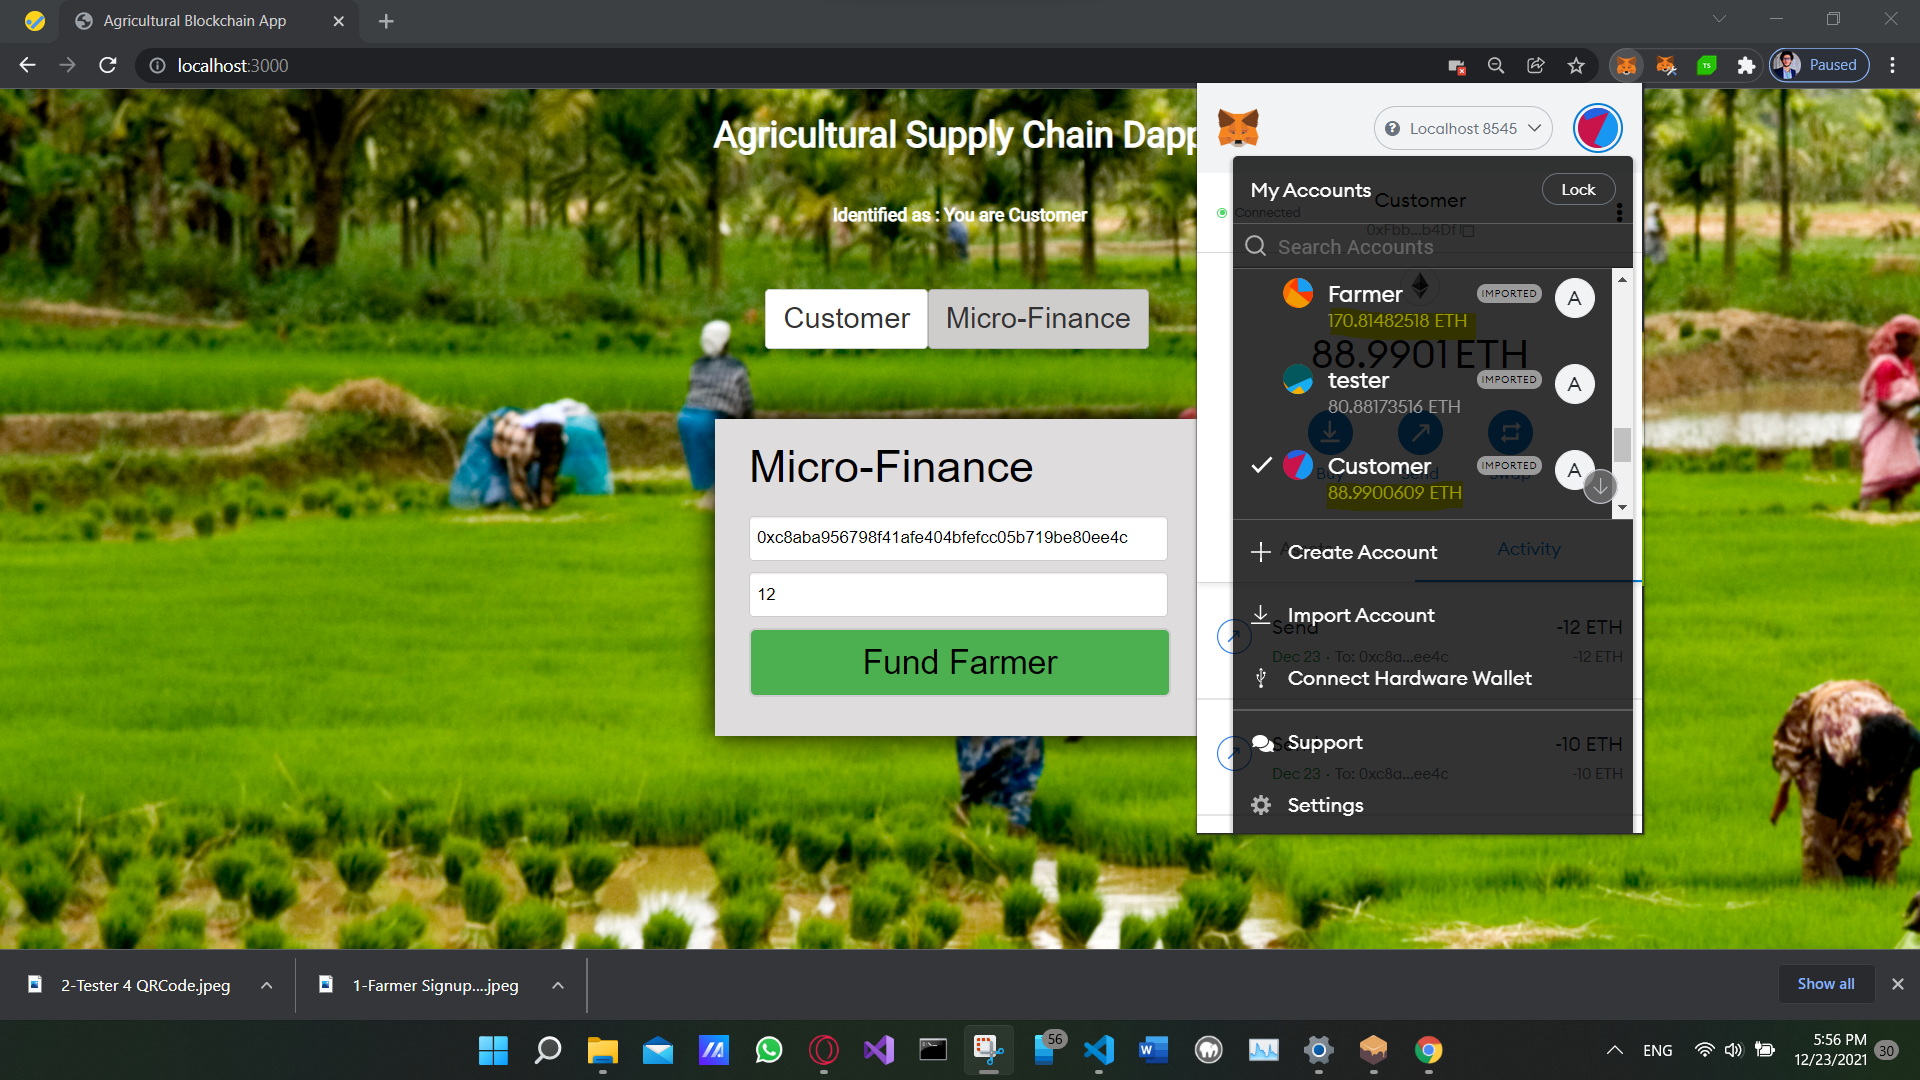 Agricultural Blockchain App
localhost:3000
Paused
Agricultural Supply Chain Dapp
Identified as : You are Customer
Customer
Micro-Finance
Micro-Finance
0xc8aba956798f41afe404bfefcc05b719be80ee4c
12
Fund Farmer
Localhost 8545
My Accounts
Lock
Connected
Customer
0xFbb...b4Df
Search Accounts
Farmer
IMPORTED
A
170.81482518 ETH
88.9901 ETH
tester
IMPORTED
A
80.88173516 ETH
Customer
IMPORTED
A
Buy
Send
Swap
88.9900609 ETH
Create Account
Activity
Import Account
Send
-12 ETH
Dec 23 · To: 0xc8a...ee4c
-12 ETH
Connect Hardware Wallet
Support
-10 ETH
Dec 23 · To: 0xc8a...ee4c
-10 ETH
Settings
2-Tester 4 QRCode.jpeg
1-Farmer Signup....jpeg
Show all
56
ENG
5:56 PM
12/23/2021
30